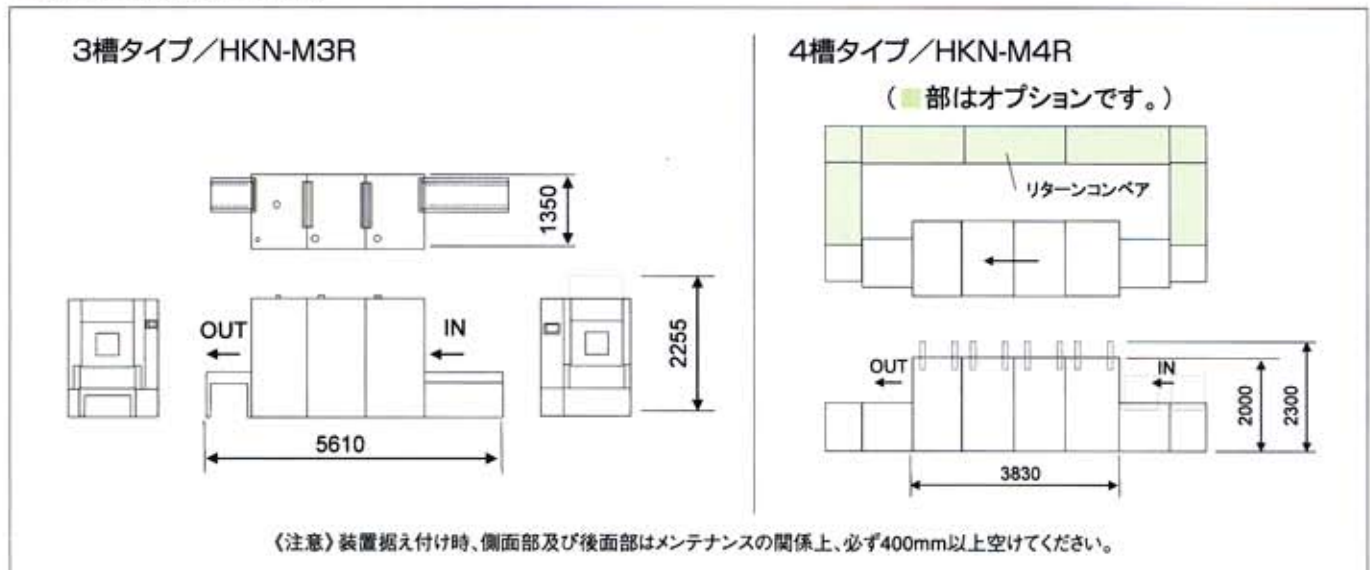 3槽タイプ／HKN-M3R
1350
OUT
IN
2255
5610
4槽タイプ／HKN-M4R
（■部はオプションです。）
リターンコンベア
OUT
IN
2000
2300
3830
《注意》装置据え付け時、側面部及び後面部はメンテナンスの関係上、必ず400mm以上空けてください。